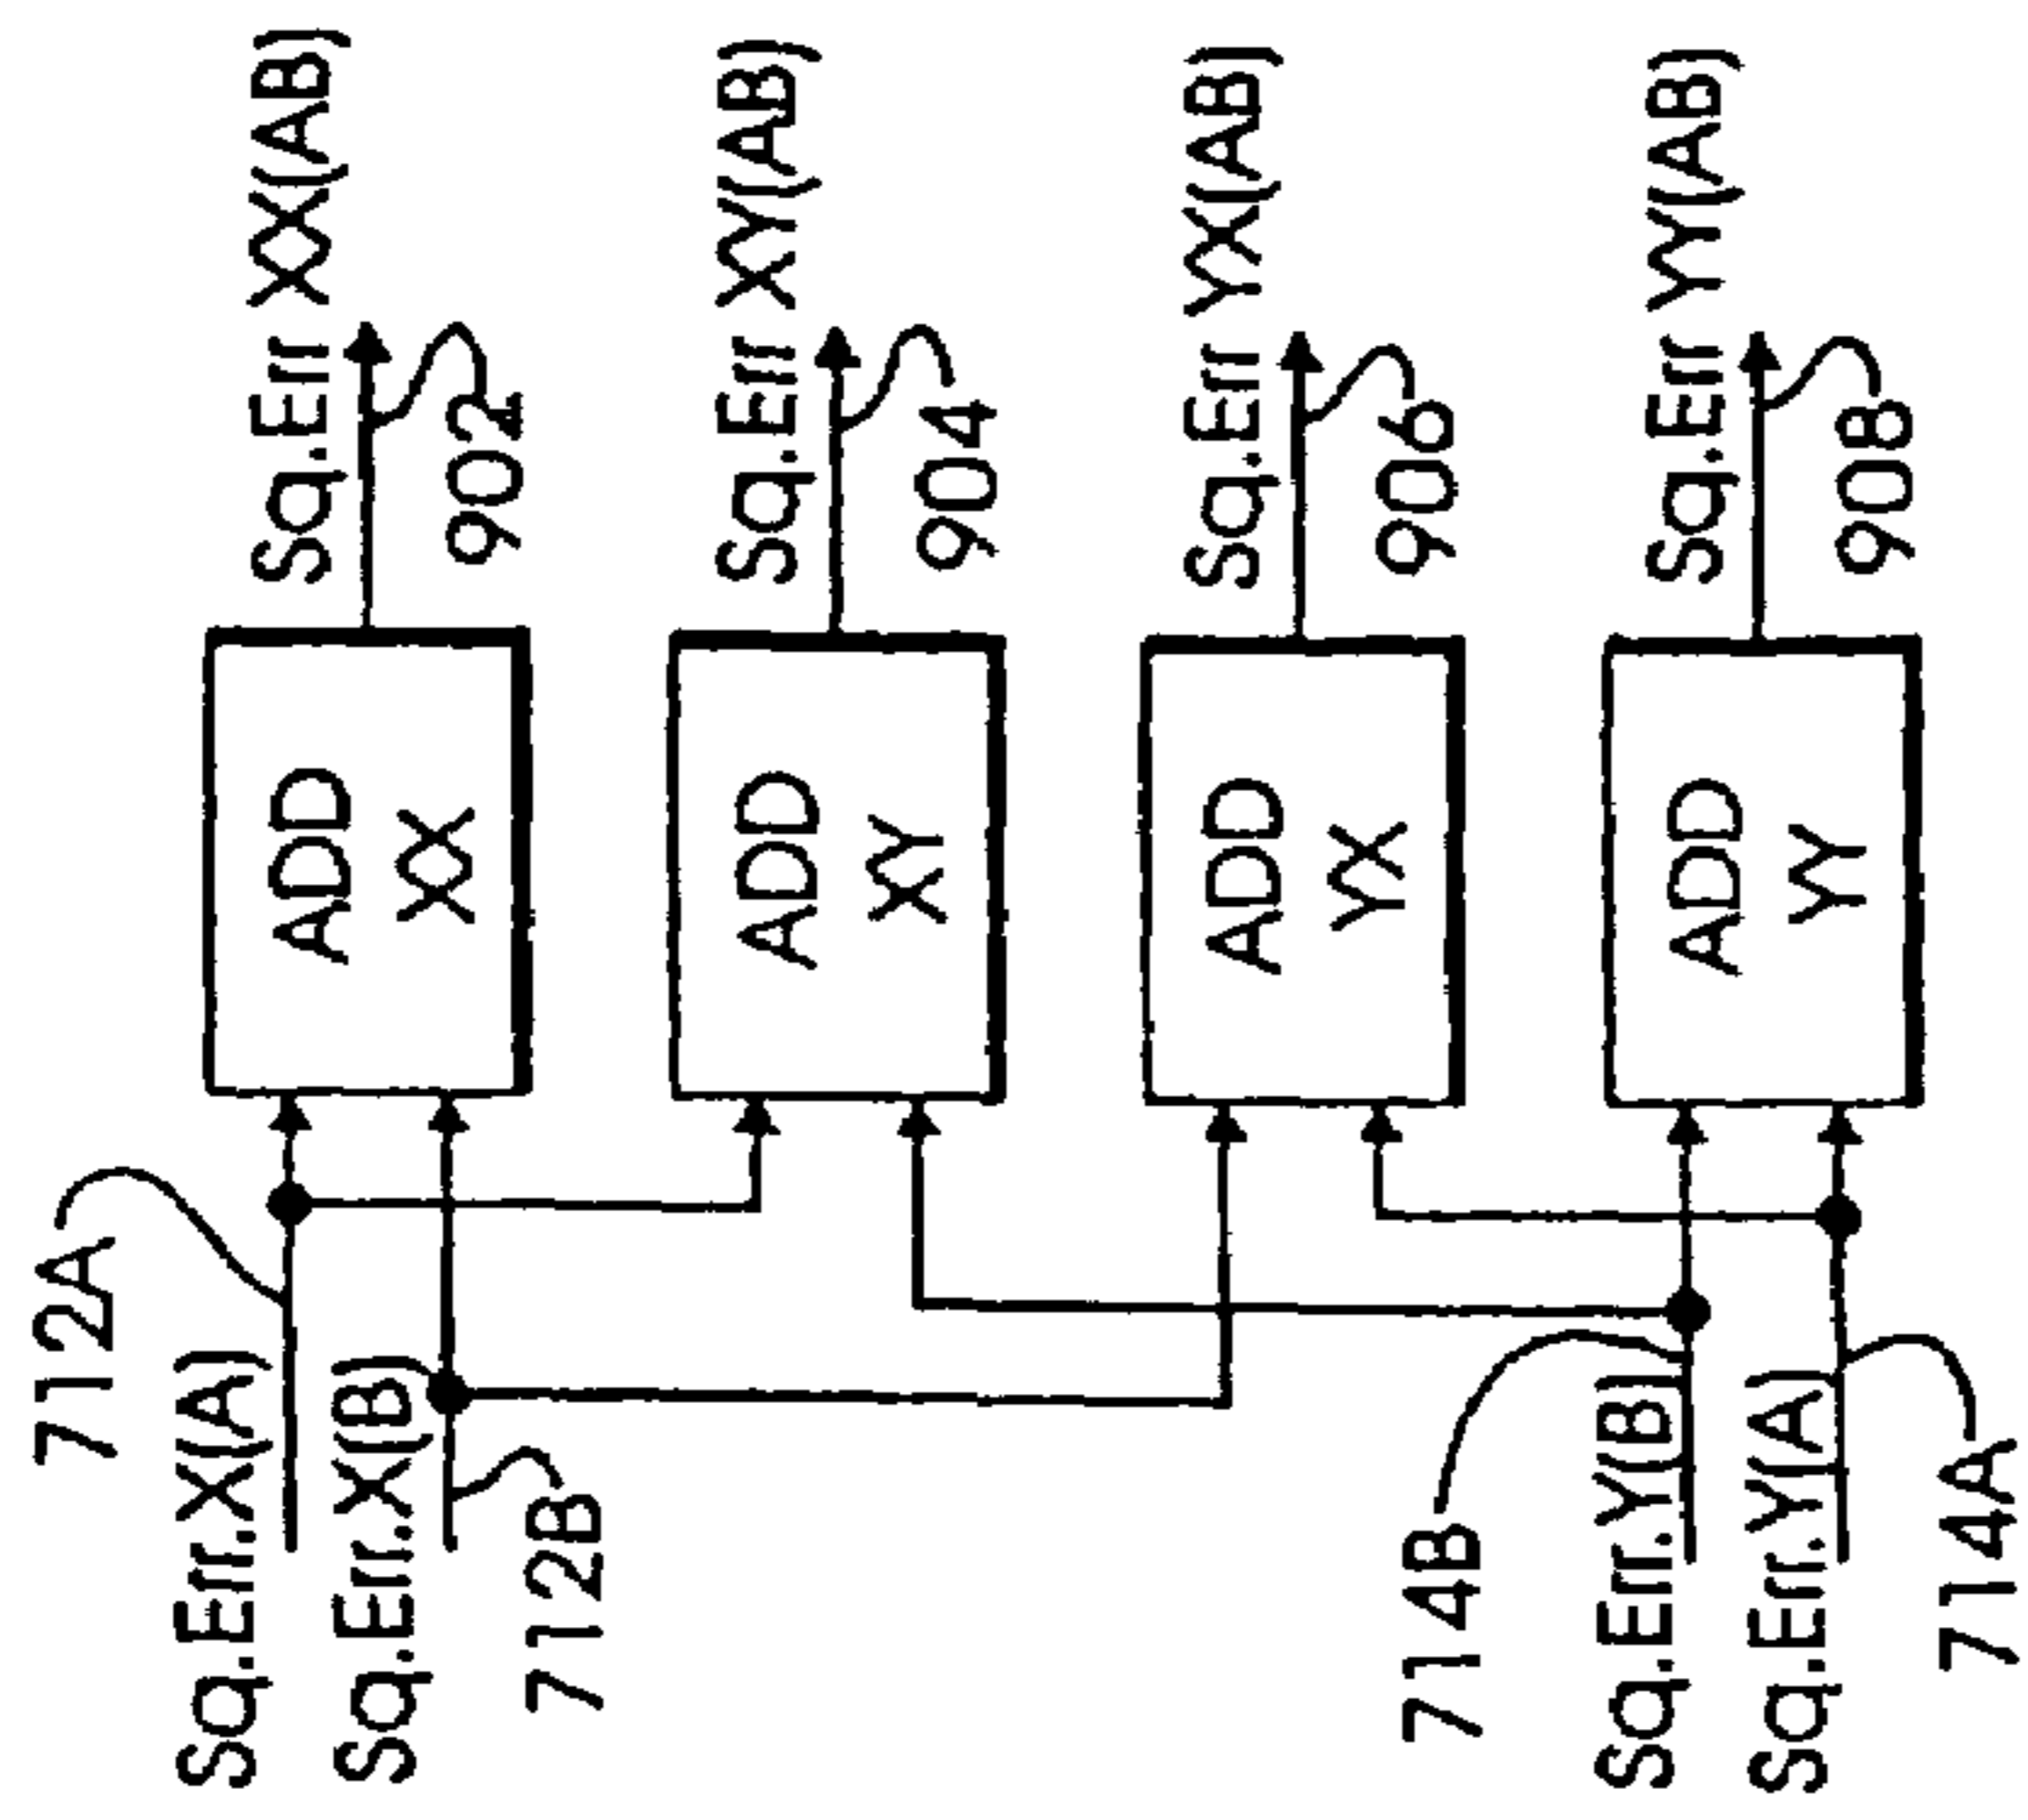 712A
Sq.Err.X(A)
Sq.Err.X(B)
712B
714B
Sq.Err.Y(B)
Sq.Err.Y(A)
714A
ADD
XX
ADD
XY
ADD
YX
ADD
YY
Sq.Err XX(AB)
902
Sq.Err XY(AB)
904
Sq.Err YX(AB)
906
Sq.Err YY(AB)
908